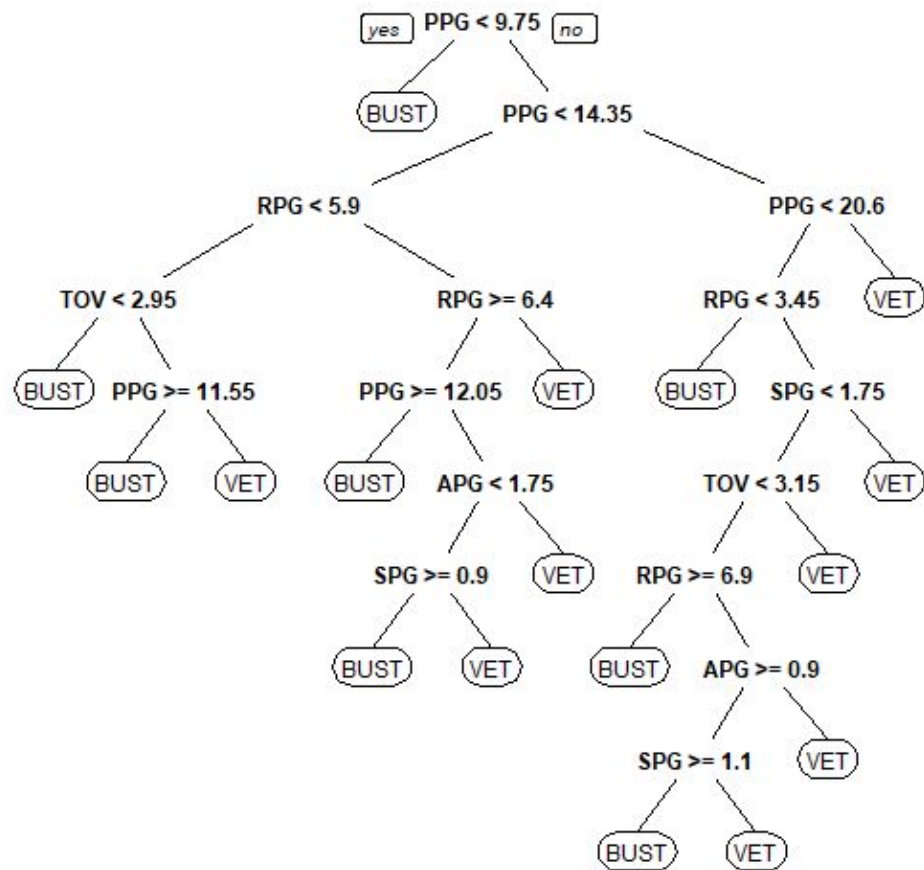 yes PPG < 9.75 no
BUST PPG < 14.35
RPG < 5.9 PPG < 20.6
TOV < 2.95 RPG >= 6.4 RPG < 3.45 VET
BUST PPG >= 11.55 PPG >= 12.05 VET BUST SPG < 1.75
BUST VET BUST APG < 1.75 TOV < 3.15 VET
SPG >= 0.9 VET RPG >= 6.9 VET
BUST VET BUST APG >= 0.9
SPG >= 1.1 VET
BUST VET